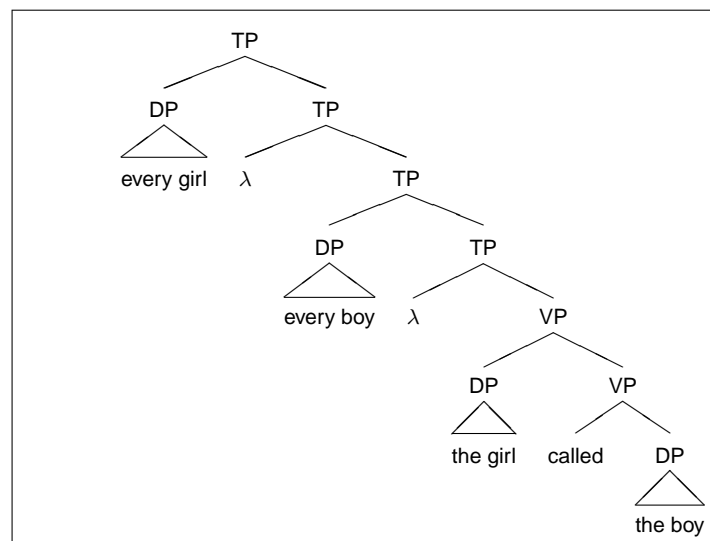 TP
DP TP
every girl λ TP
DP TP
every boy λ VP
DP VP
the girl called DP
the boy